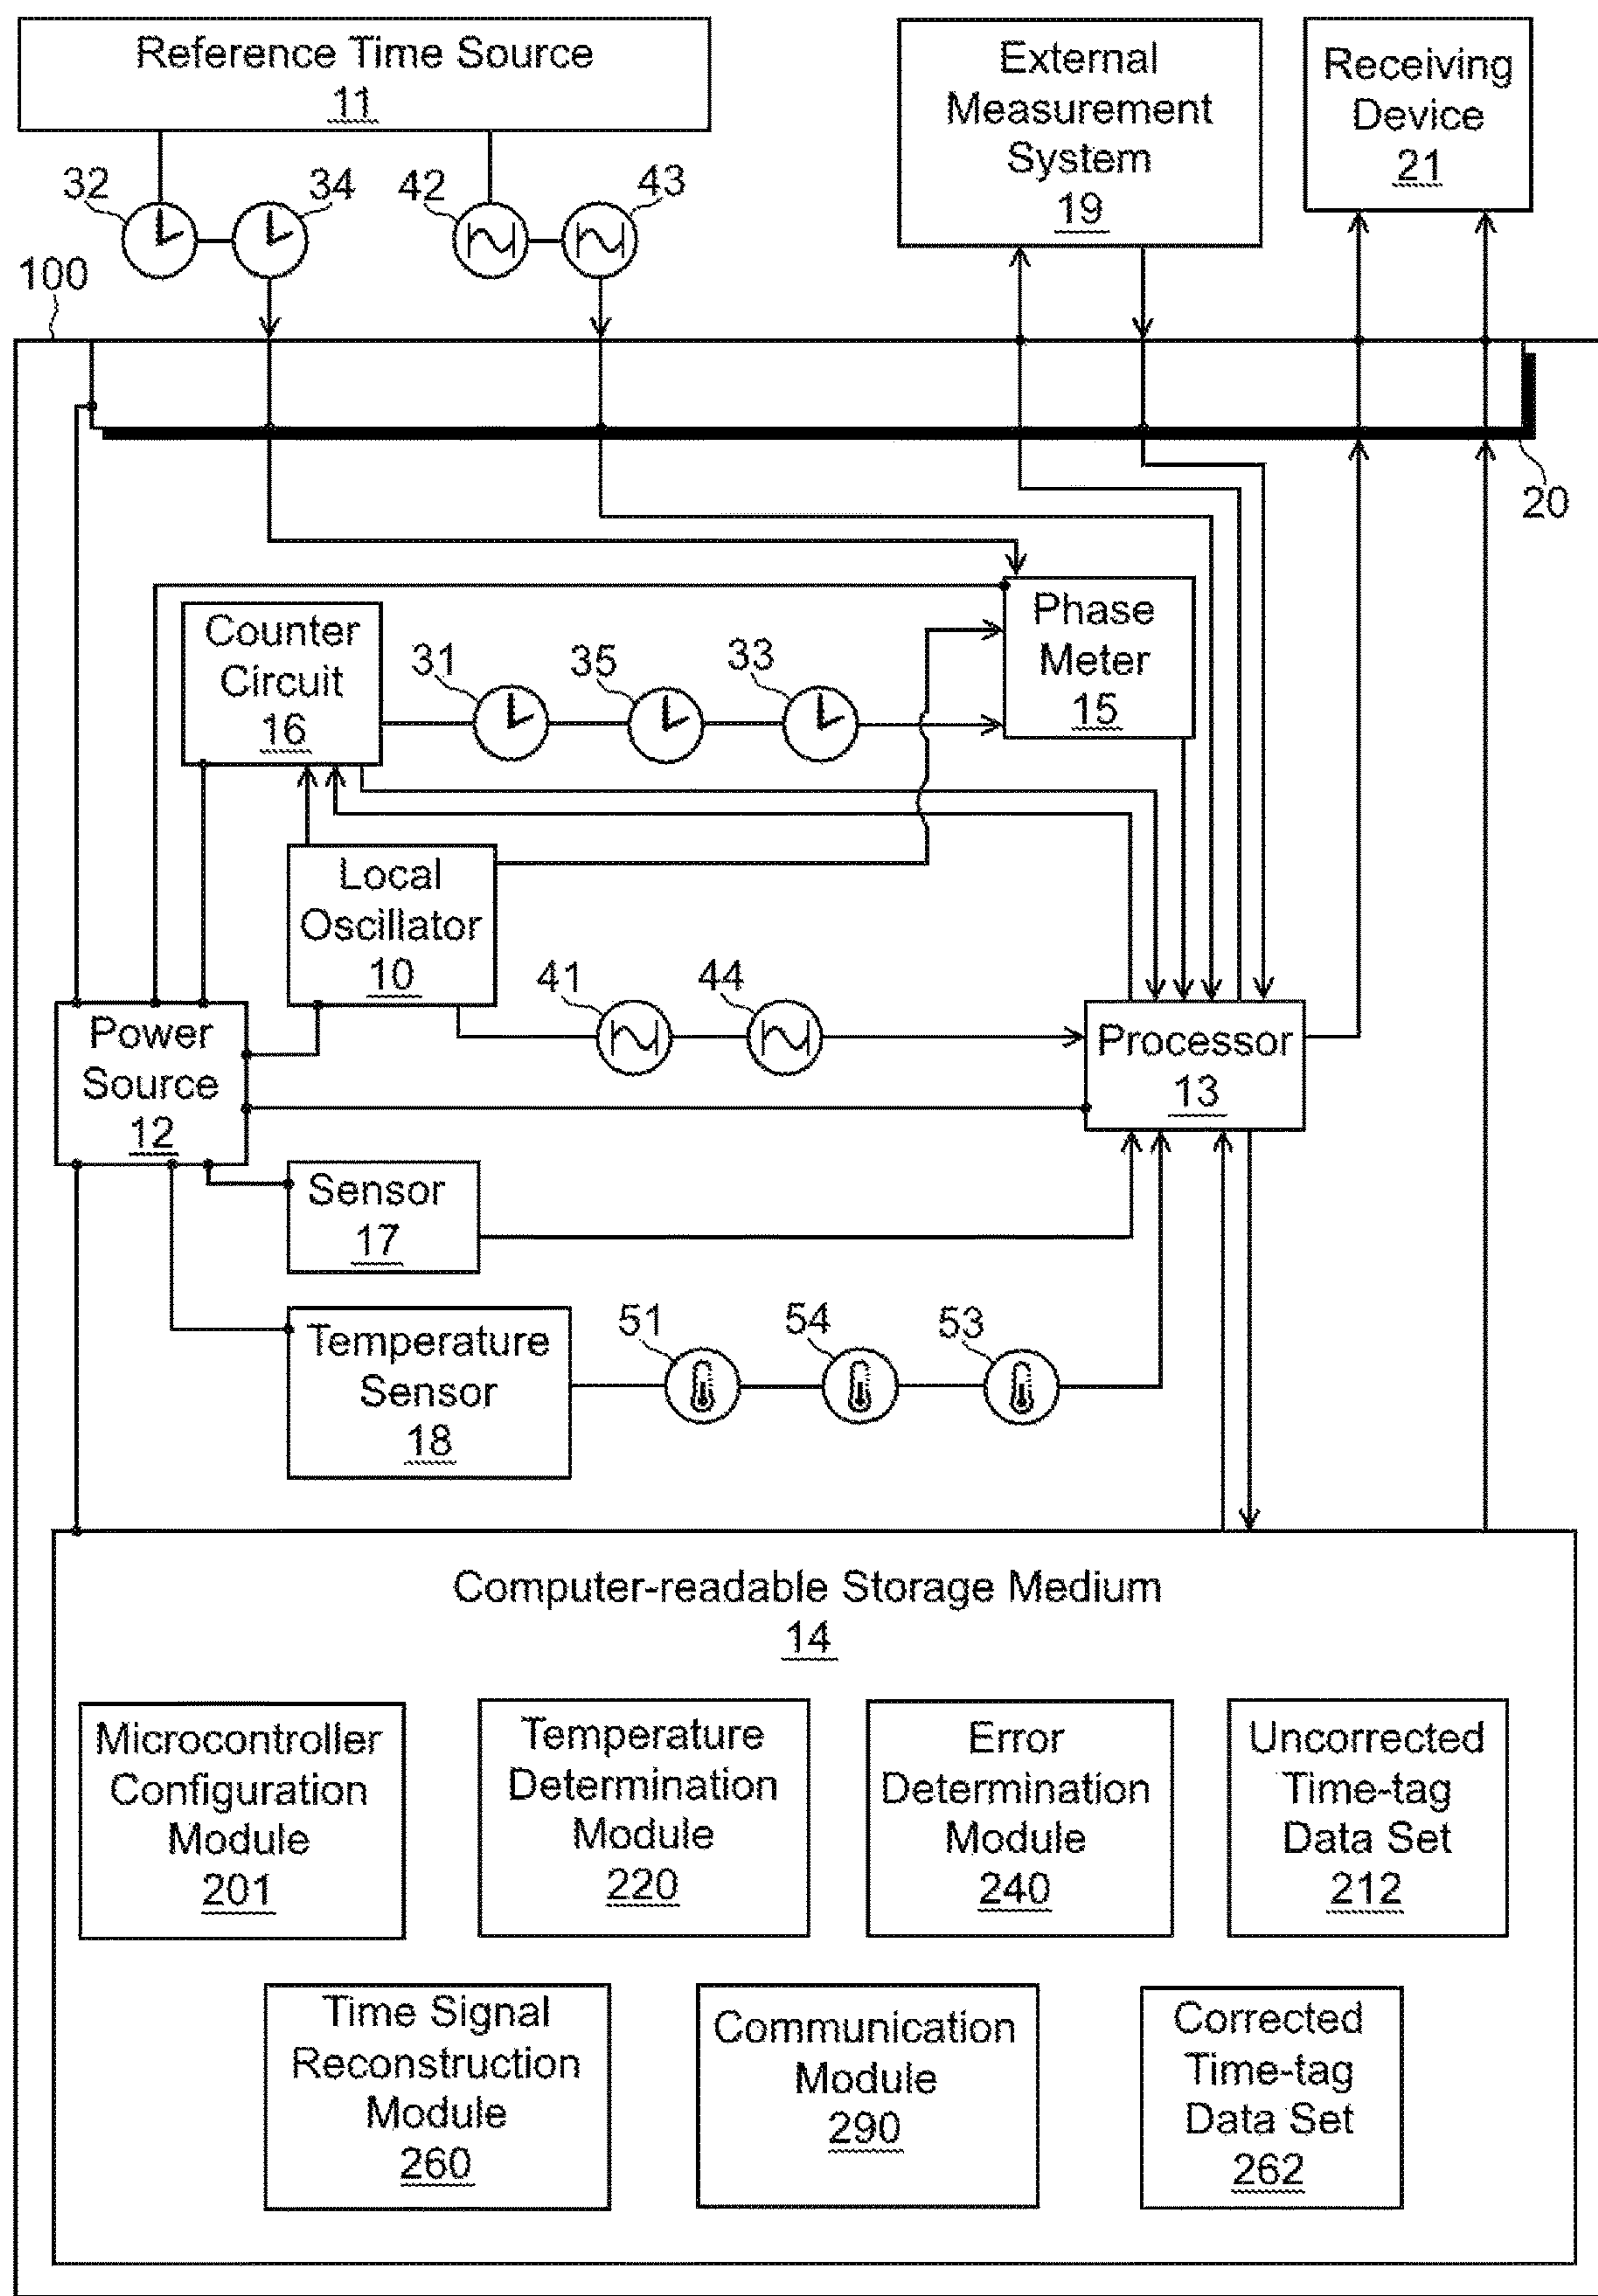 Reference Time Source
11
External
Measurement
System
19
Receiving
Device
21
32
34
42
43
100
20
Counter
Circuit
16
31
35
33
Phase
Meter
15
Local
Oscillator
10
41
44
Power
Source
12
Processor
13
Sensor
17
Temperature
Sensor
18
51
54
53
Computer-readable Storage Medium
14
Microcontroller
Configuration
Module
201
Temperature
Determination
Module
220
Error
Determination
Module
240
Uncorrected
Time-tag
Data Set
212
Time Signal
Reconstruction
Module
260
Communication
Module
290
Corrected
Time-tag
Data Set
262